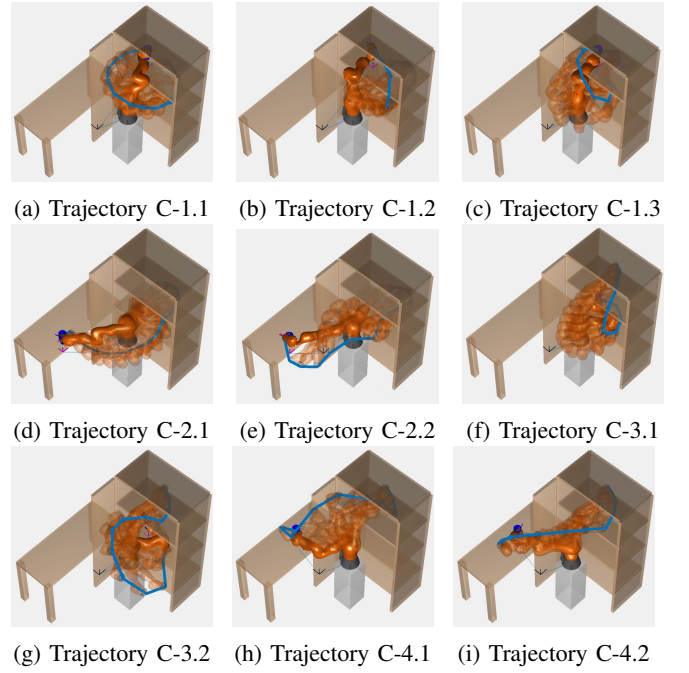 (a) Trajectory C-1.1 (b) Trajectory C-1.2 (c) Trajectory C-1.3
(d) Trajectory C-2.1 (e) Trajectory C-2.2 (f) Trajectory C-3.1
(g) Trajectory C-3.2 (h) Trajectory C-4.1 (i) Trajectory C-4.2